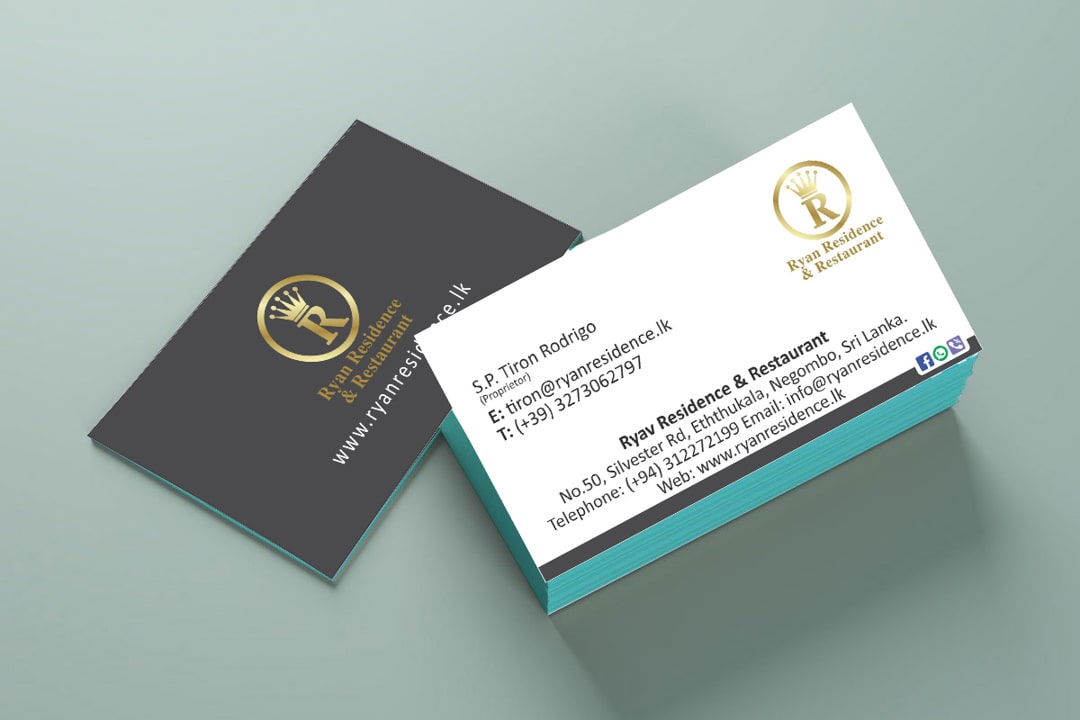 R
Ryan Residence
& Restaurant
www.ryanresidence.lk
R
Ryan Residence
& Restaurant
S.P. Tiron Rodrigo
(Proprietor)
E: tiron@ryanresidence.lk
T: (+39) 3273062797
Ryav Residence & Restaurant
No.50, Silvester Rd, Eththukala, Negombo, Sri Lanka.
Telephone: (+94) 312272199 Email: info@ryanresidence.lk
Web: www.ryanresidence.lk